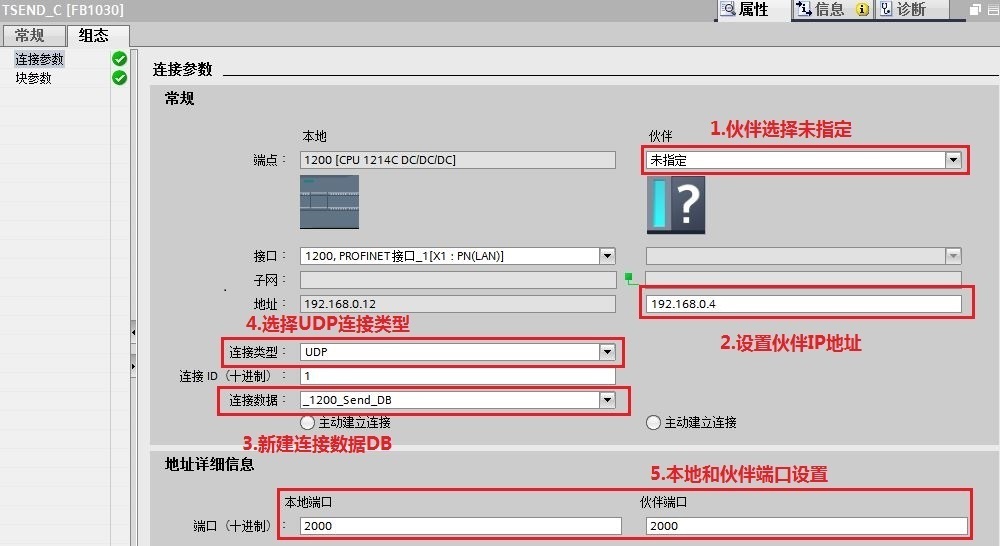 TSEND_C [FB1030]
属性
信息
诊断
常规
组态
连接参数
块参数
连接参数
常规
1.伙伴选择未指定
本地
伙伴
端点：
1200 [CPU 1214C DC/DC/DC]
未指定
?
接口：
1200, PROFINET接口_1[X1 : PN(LAN)]
子网：
地址：
192.168.0.12
192.168.0.4
4.选择UDP连接类型
2.设置伙伴IP地址
连接类型：
UDP
连接 ID（十进制）：
1
连接数据：
_1200_Send_DB
主动建立连接
主动建立连接
3.新建连接数据DB
地址详细信息
5.本地和伙伴端口设置
本地端口
伙伴端口
端口（十进制）：
2000
2000